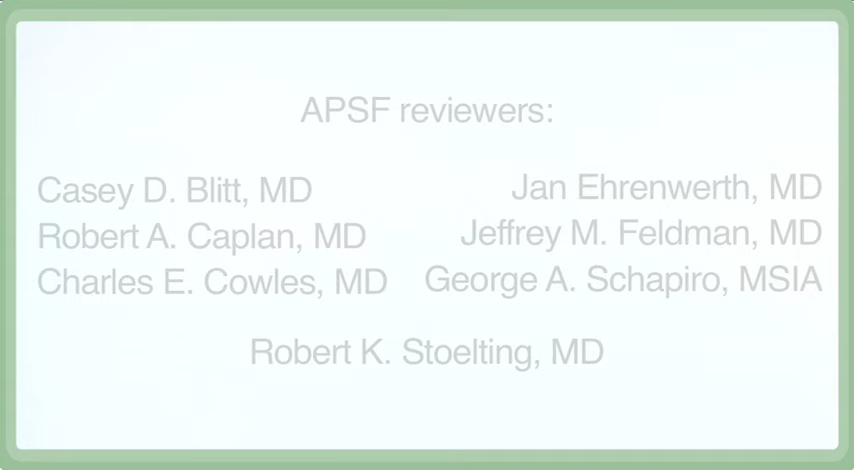 APSF reviewers:
Casey D. Blitt, MD
Robert A. Caplan, MD
Charles E. Cowles, MD
Jan Ehrenwerth, MD
Jeffrey M. Feldman, MD
George A. Schapiro, MSIA
Robert K. Stoelting, MD